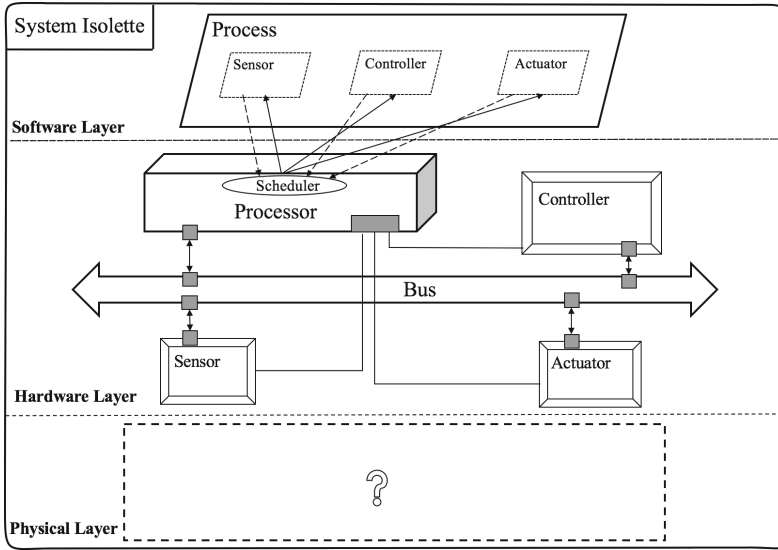 System Isolette
Process
Sensor
Controller
Actuator
Software Layer
Scheduler
Processor
Controller
Bus
Sensor
Actuator
Hardware Layer
?
Physical Layer